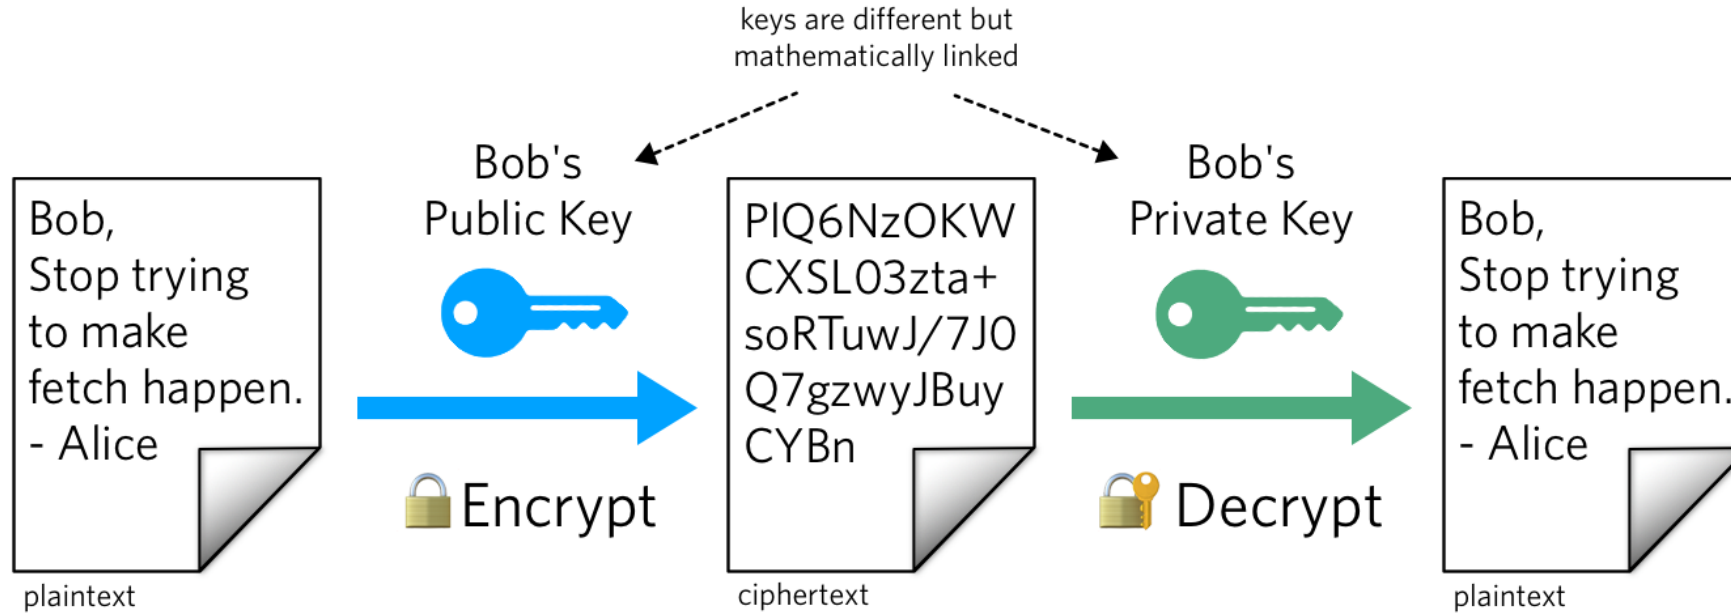 keys are different but
mathematically linked
Bob's
Public Key
Bob's
Private Key
Bob,
Stop trying
to make
fetch happen.
- Alice
PlQ6NzOKW
CXSL03zta+
soRTuwJ/7J0
Q7gzwyJBuy
CYBn
Bob,
Stop trying
to make
fetch happen.
- Alice
Encrypt
Decrypt
plaintext
ciphertext
plaintext